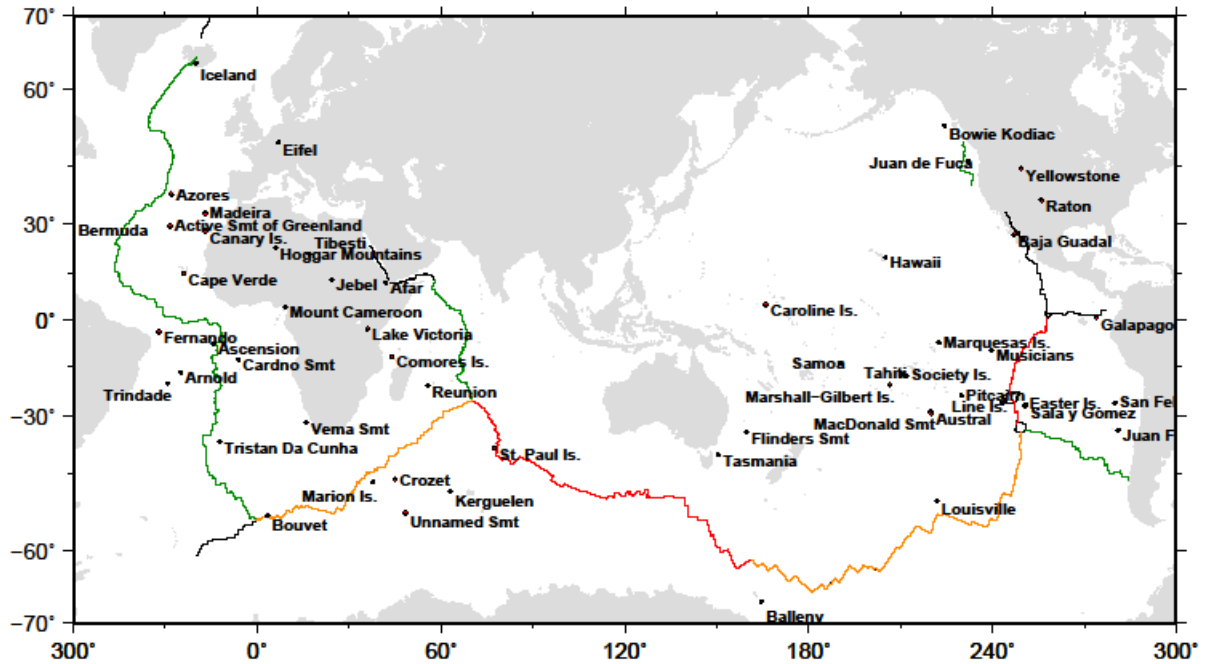 70°
60°
30°
0°
−30°
−60°
−70°
Iceland
Bowie Kodiac
Eifel
Juan de Fuca
Yellowstone
Azores
Raton
Madeira
Bermuda
Active Smt of Greenland
Canary Is.
Tibesti
Baja Guadal
Hoggar Mountains
Hawaii
Cape Verde
Jebel
Afar
Mount Cameroon
Caroline Is.
Galapago
Fernando
Lake Victoria
Ascension
Marquesas Is.
Musicians
Cardno Smt
Comores Is.
Samoa
Tahiti
Society Is.
Arnold
Trindade
Reunion
Marshall−Gilbert Is.
Pitcairn
Line Is.
Easter Is.
San Fel
Sala y Gomez
MacDonald Smt
Austral
Vema Smt
Flinders Smt
Juan F
Tristan Da Cunha
St. Paul Is.
Tasmania
Marion Is.
Crozet
Kerguelen
Louisville
Bouvet
Unnamed Smt
Balleny
300°
0°
60°
120°
180°
240°
300°